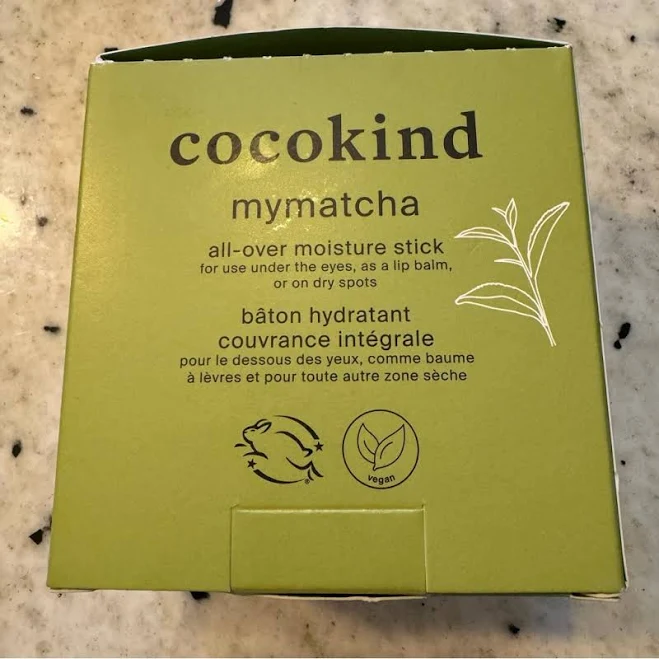 cocokind
mymatcha
all-over moisture stick
for use under the eyes, as a lip balm,
or on dry spots
bâton hydratant
couvrance intégrale
pour le dessous des yeux, comme baume
à lèvres et pour toute autre zone sèche
vegan